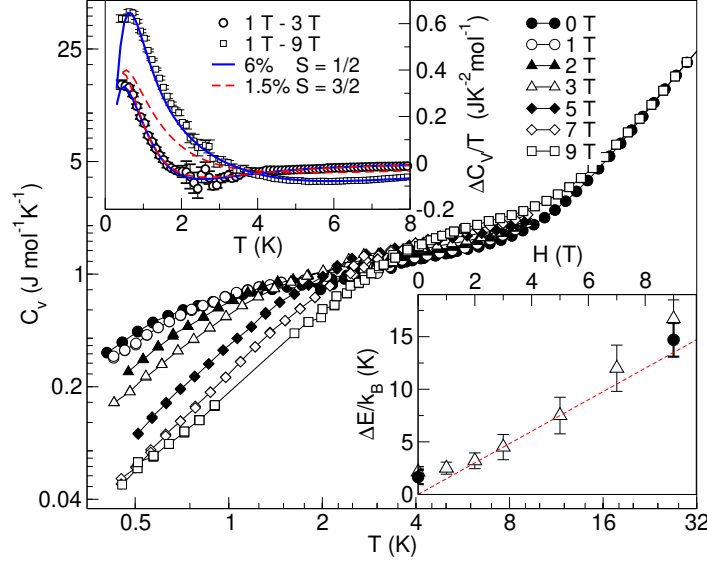 25
5
1
0.2
0.04
C_v (J mol⁻¹K⁻¹)
0.5
1
2
4
8
16
32
T (K)
1 T - 3 T
1 T - 9 T
6% S = 1/2
1.5% S = 3/2
0
2
4
6
8
T (K)
0.6
0.4
0.2
0
-0.2
ΔC_V/T (JK⁻²mol⁻¹)
0 T
1 T
2 T
3 T
5 T
7 T
9 T
H (T)
0
2
4
6
8
15
10
5
0
ΔE/k_B (K)